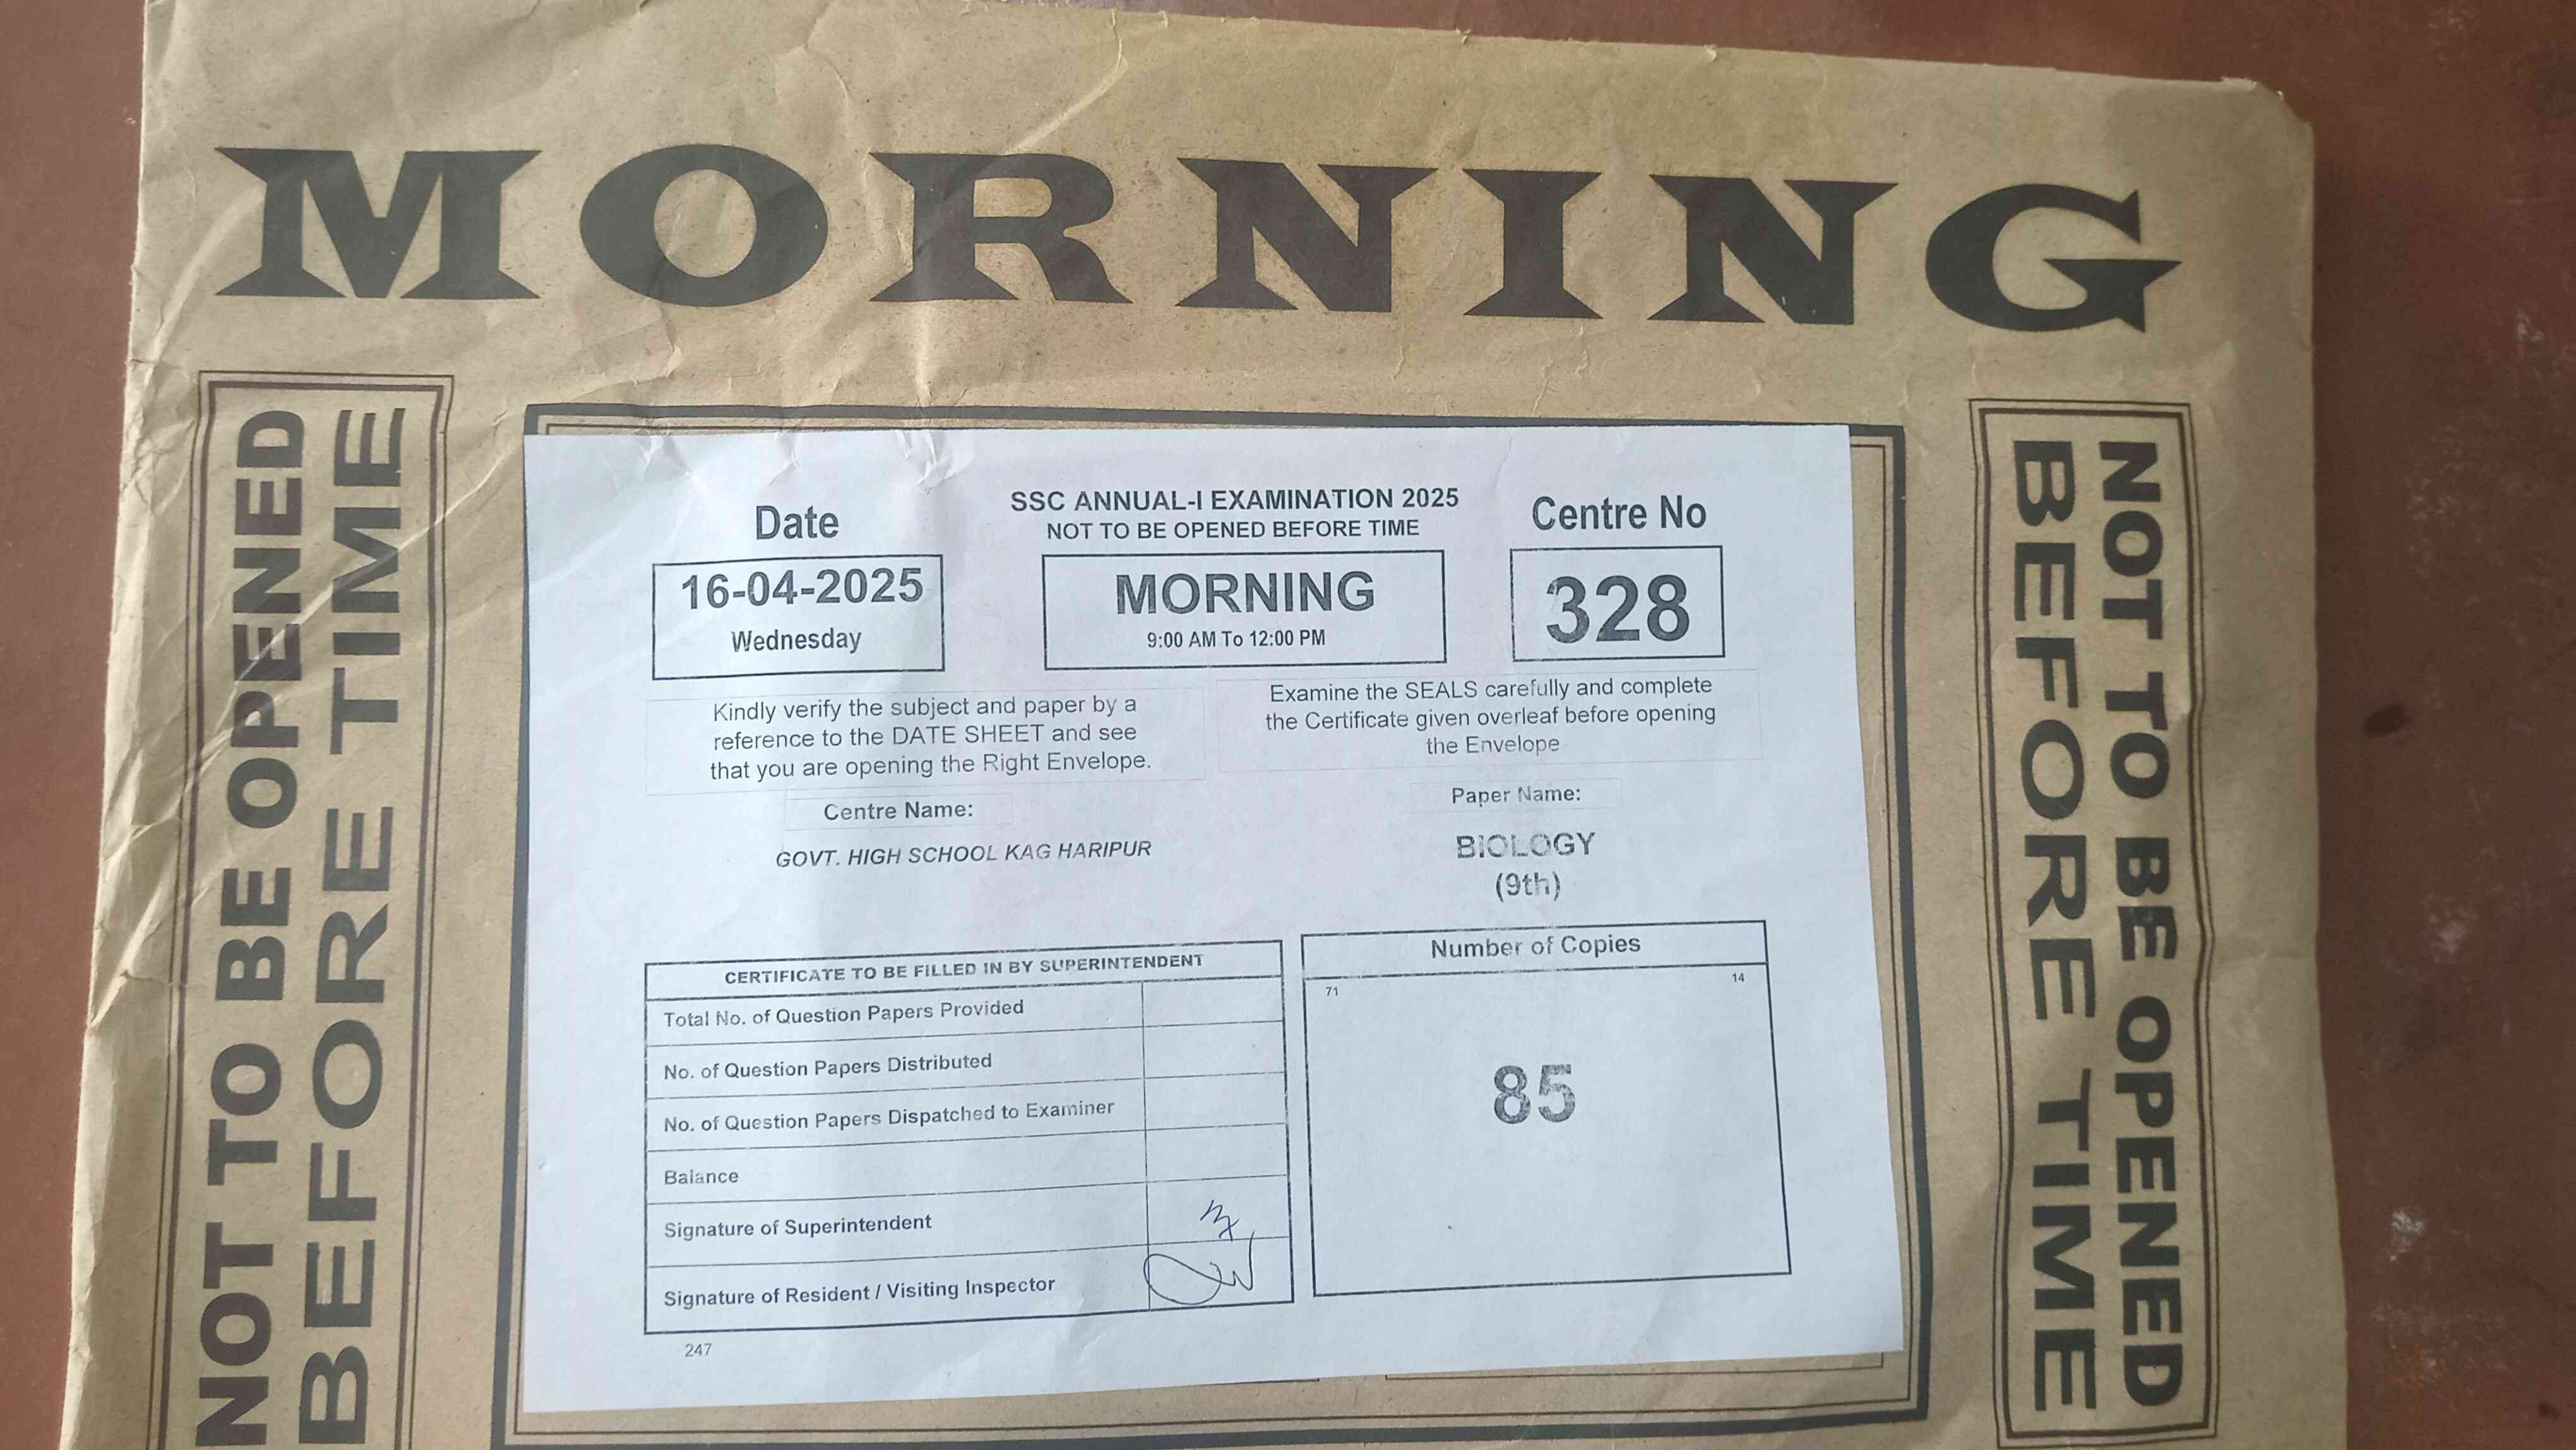 MORNING
NOT TO BE OPENED
BEFORE TIME
Date
16-04-2025
Wednesday
SSC ANNUAL-I EXAMINATION 2025
NOT TO BE OPENED BEFORE TIME
MORNING
9:00 AM To 12:00 PM
Centre No
328
Kindly verify the subject and paper by a
reference to the DATE SHEET and see
that you are opening the Right Envelope.
Examine the SEALS carefully and complete
the Certificate given overleaf before opening
the Envelope
Centre Name:
GOVT. HIGH SCHOOL KAG HARIPUR
Paper Name:
BIOLOGY
(9th)
CERTIFICATE TO BE FILLED IN BY SUPERINTENDENT
Total No. of Question Papers Provided
No. of Question Papers Distributed
No. of Question Papers Dispatched to Examiner
Balance
Signature of Superintendent
Signature of Resident / Visiting Inspector
247
Number of Copies
71
14
85
NOT TO BE OPENED
BEFORE TIME